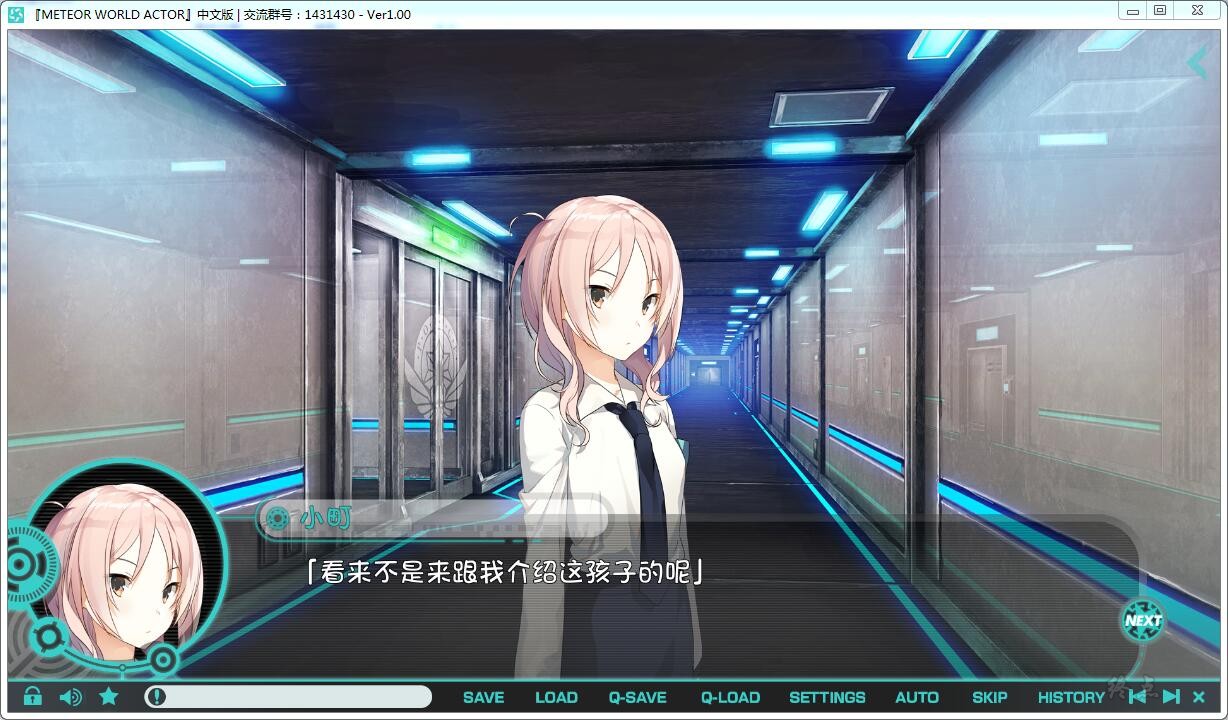 『METEOR WORLD ACTOR』中文版 | 交流群号：1431430 - Ver1.00
小町
「看来不是来跟我介绍这孩子的呢」
NEXT
SAVE LOAD Q-SAVE Q-LOAD SETTINGS AUTO SKIP HISTORY
终点